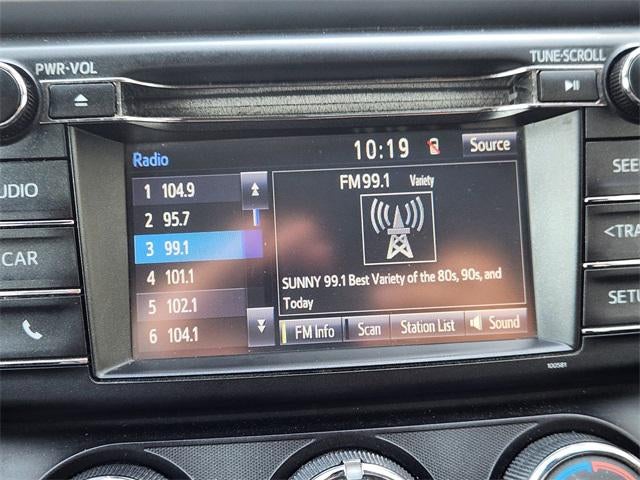 PWR·VOL
TUNE·SCROLL
Radio
10:19
Source
1 104.9
2 95.7
3 99.1
4 101.1
5 102.1
6 104.1
FM 99.1 Variety
SUNNY 99.1 Best Variety of the 80s, 90s, and
Today
FM Info
Scan
Station List
Sound
UDIO
CAR
SEE
<TRA
SETU
100581